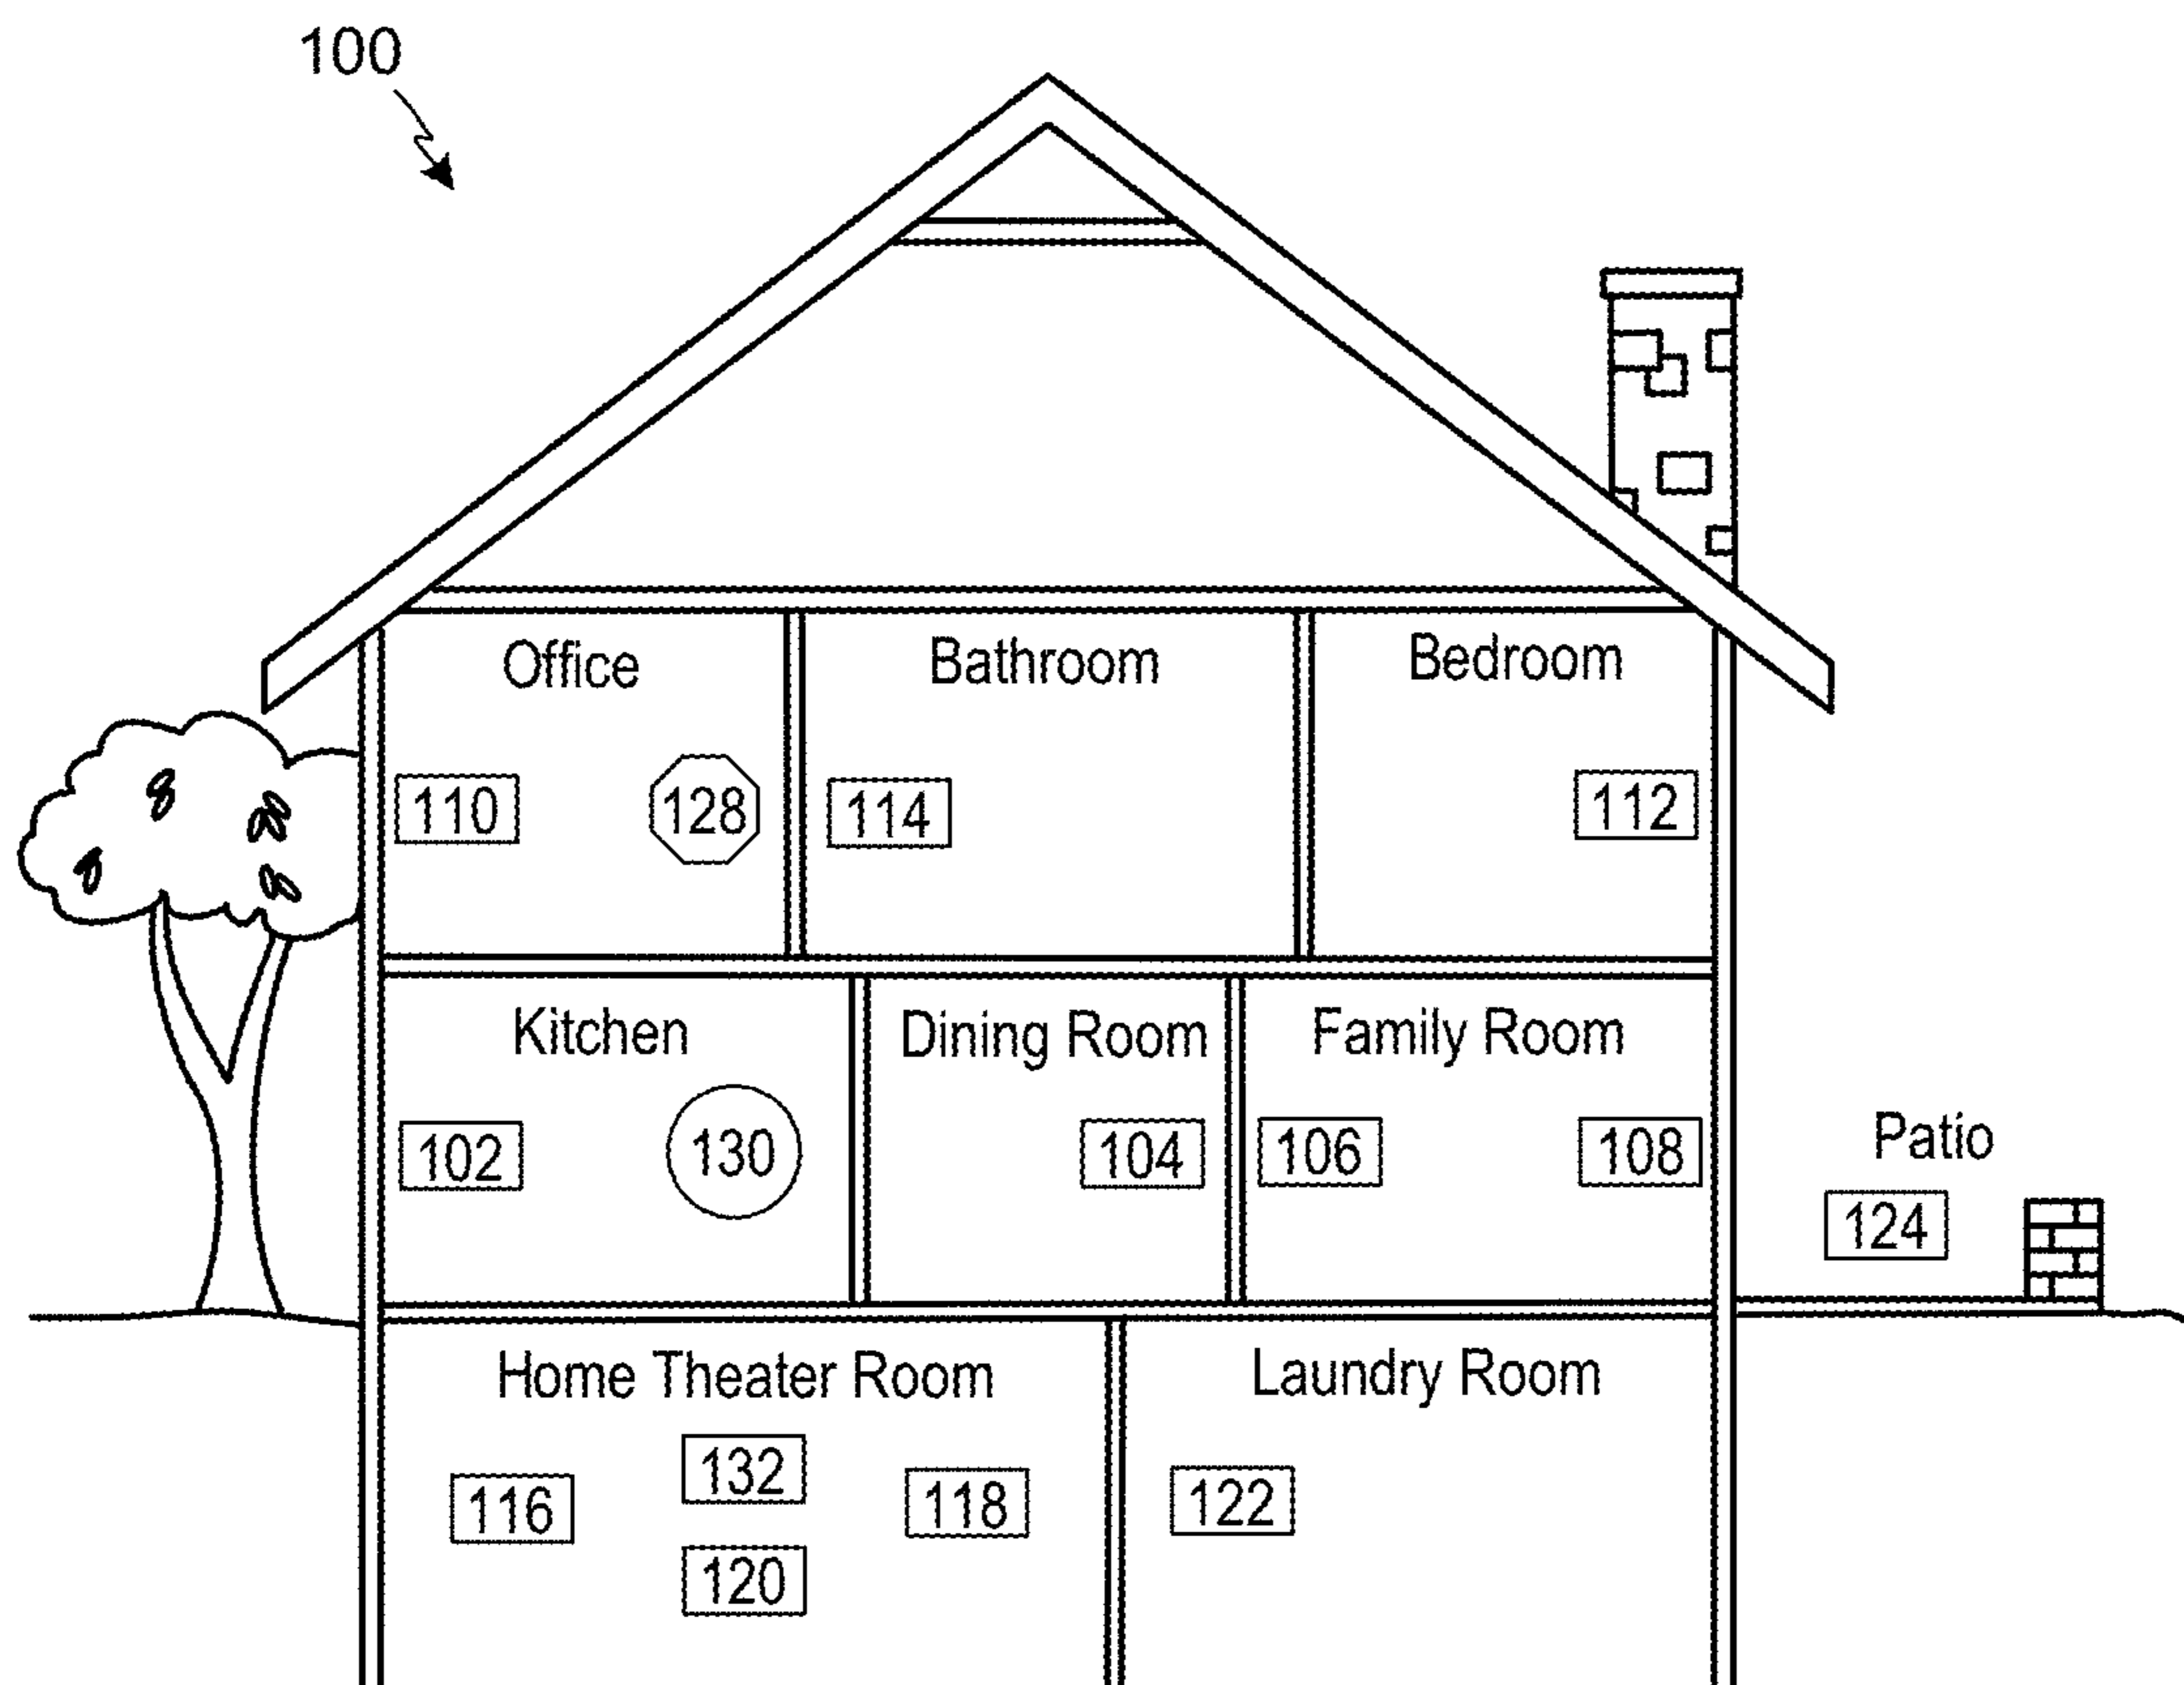 100
Office
Bathroom
Bedroom
110
128
114
112
Kitchen
Dining Room
Family Room
102
130
104
106
108
Patio
124
Home Theater Room
Laundry Room
116
132
118
120
122